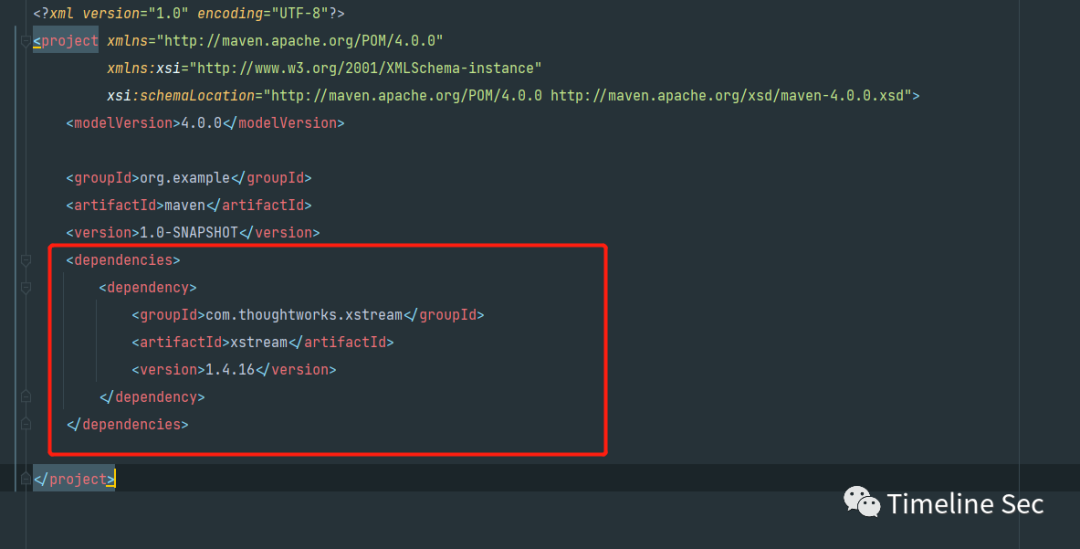 <?xml version="1.0" encoding="UTF-8"?>
<project xmlns="http://maven.apache.org/POM/4.0.0"
xmlns:xsi="http://www.w3.org/2001/XMLSchema-instance"
xsi:schemaLocation="http://maven.apache.org/POM/4.0.0 http://maven.apache.org/xsd/maven-4.0.0.xsd">
<modelVersion>4.0.0</modelVersion>
<groupId>org.example</groupId>
<artifactId>maven</artifactId>
<version>1.0-SNAPSHOT</version>
<dependencies>
<dependency>
<groupId>com.thoughtworks.xstream</groupId>
<artifactId>xstream</artifactId>
<version>1.4.16</version>
</dependency>
</dependencies>
</project>
Timeline Sec